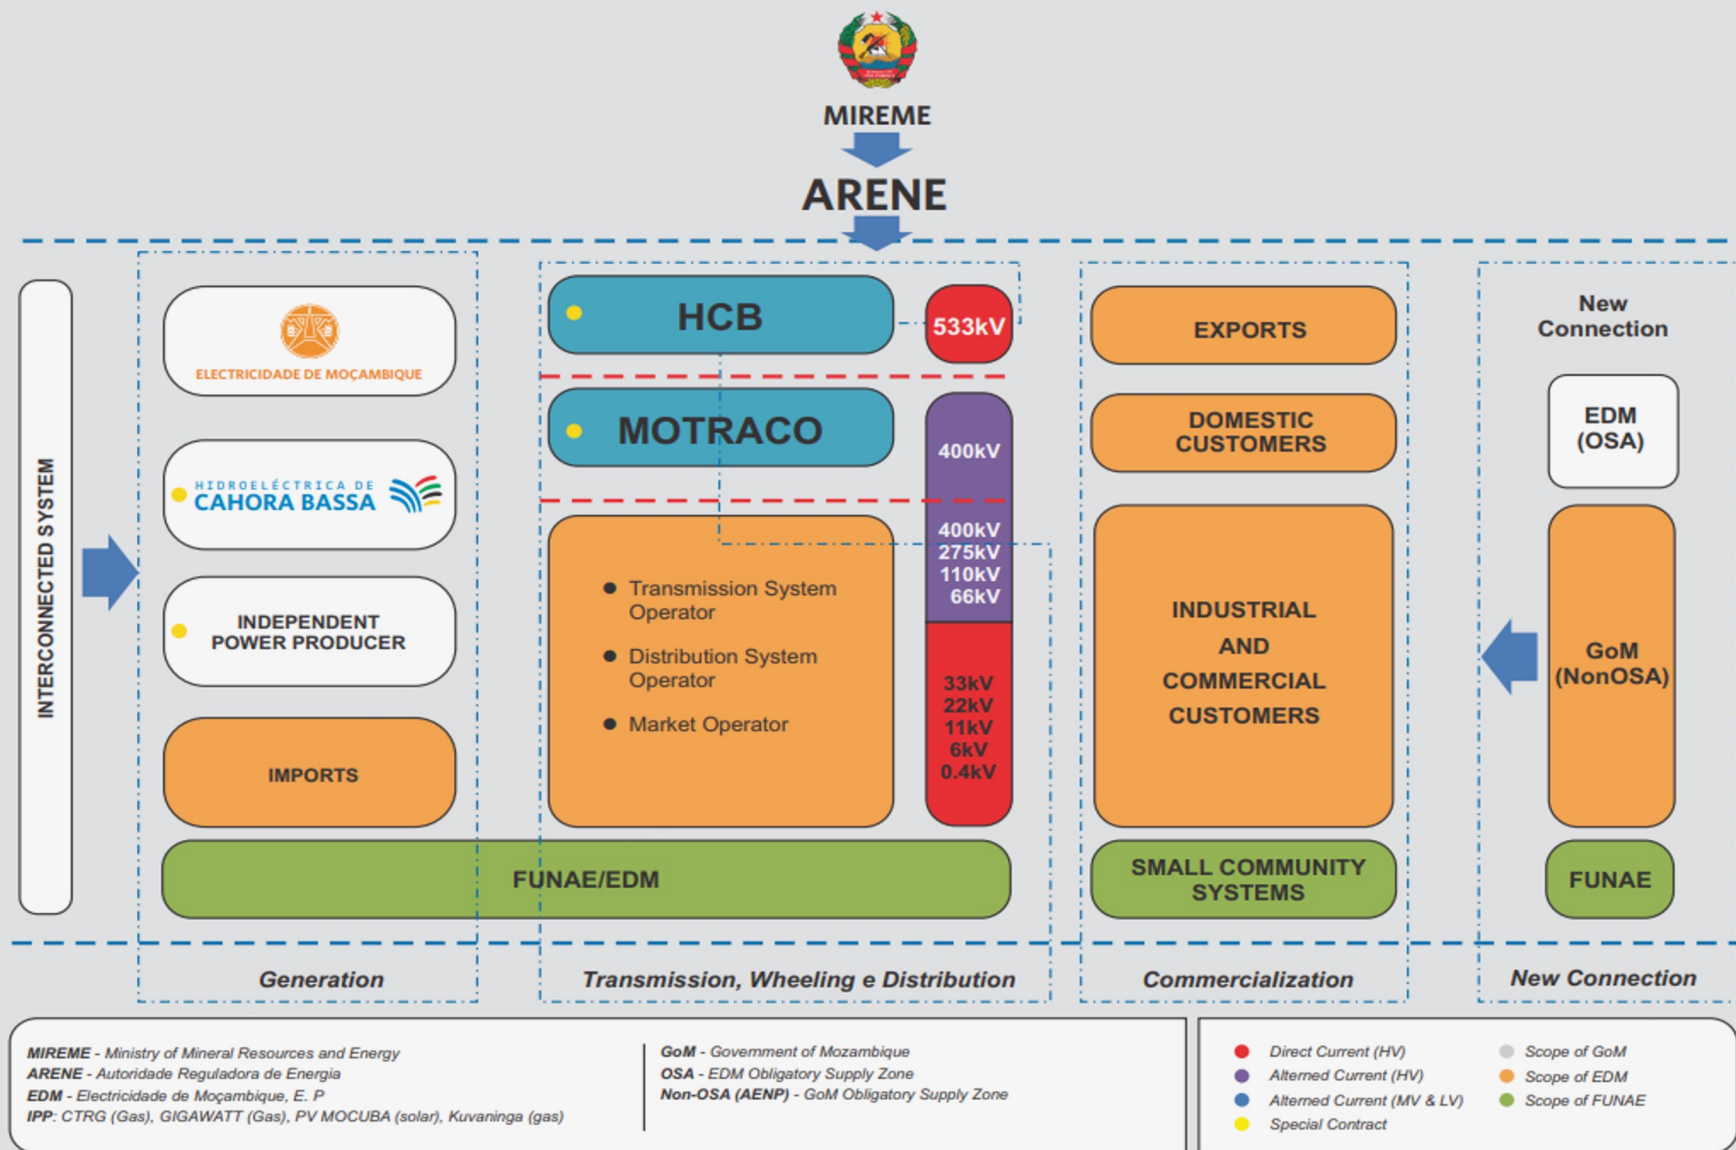 MIREME
ARENE
INTERCONNECTED SYSTEM
ELECTRICIDADE DE MOÇAMBIQUE
HIDROELÉCTRICA DE
CAHORA BASSA
INDEPENDENT
POWER PRODUCER
IMPORTS
FUNAE/EDM
HCB
533kV
MOTRACO
400kV
Transmission System
Operator
Distribution System
Operator
Market Operator
400kV
275kV
110kV
66kV
33kV
22kV
11kV
6kV
0.4kV
EXPORTS
DOMESTIC
CUSTOMERS
INDUSTRIAL
AND
COMMERCIAL
CUSTOMERS
SMALL COMMUNITY
SYSTEMS
New
Connection
EDM
(OSA)
GoM
(NonOSA)
FUNAE
Generation
Transmission, Wheeling e Distribution
Commercialization
New Connection
MIREME - Ministry of Mineral Resources and Energy
ARENE - Autoridade Reguladora de Energia
EDM - Electricidade de Moçambique, E. P
IPP: CTRG (Gas), GIGAWATT (Gas), PV MOCUBA (solar), Kuvaninga (gas)
GoM - Government of Mozambique
OSA - EDM Obligatory Supply Zone
Non-OSA (AENP) - GoM Obligatory Supply Zone
Direct Current (HV)
Alterned Current (HV)
Alterned Current (MV & LV)
Special Contract
Scope of GoM
Scope of EDM
Scope of FUNAE